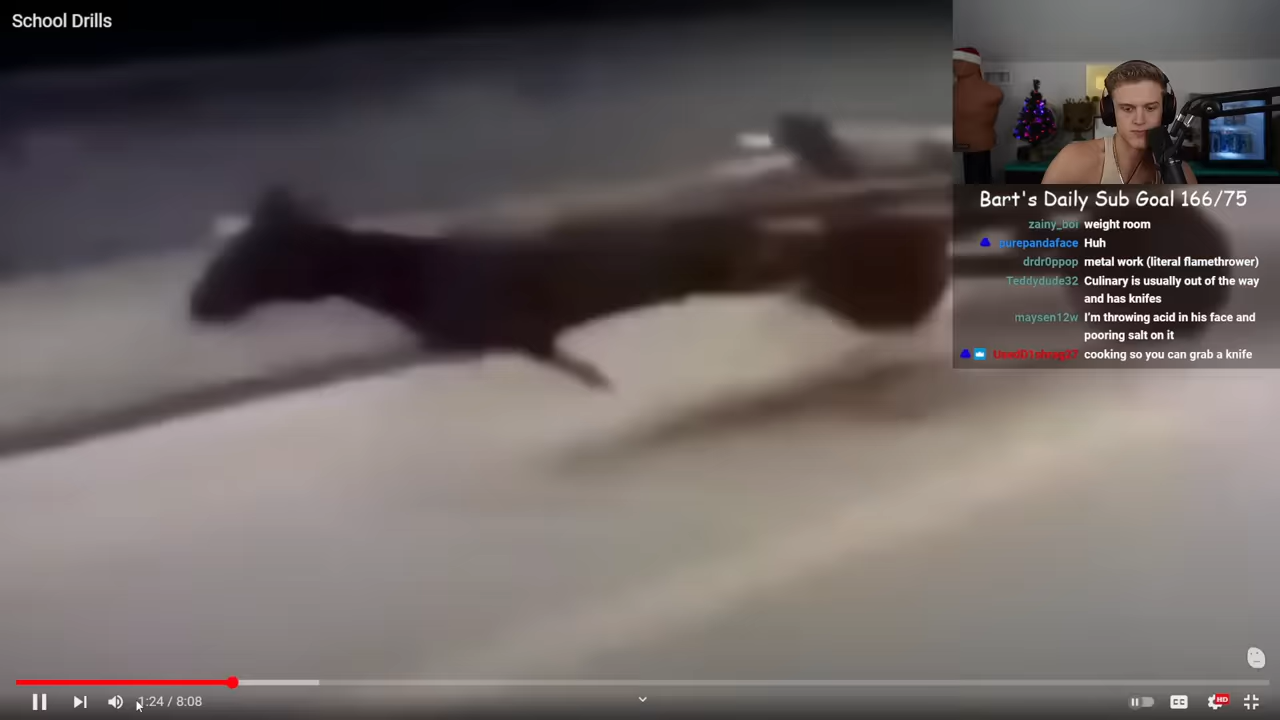 School Drills
Bart's Daily Sub Goal 166/75
zainy_boi weight room
purepandaface Huh
drdr0ppop metal work (literal flamethrower)
Teddydude32 Culinary is usually out of the way
and has knifes
maysen12w I'm throwing acid in his face and
pooring salt on it
cooking so you can grab a knife
1:24 / 8:08
CC
HD